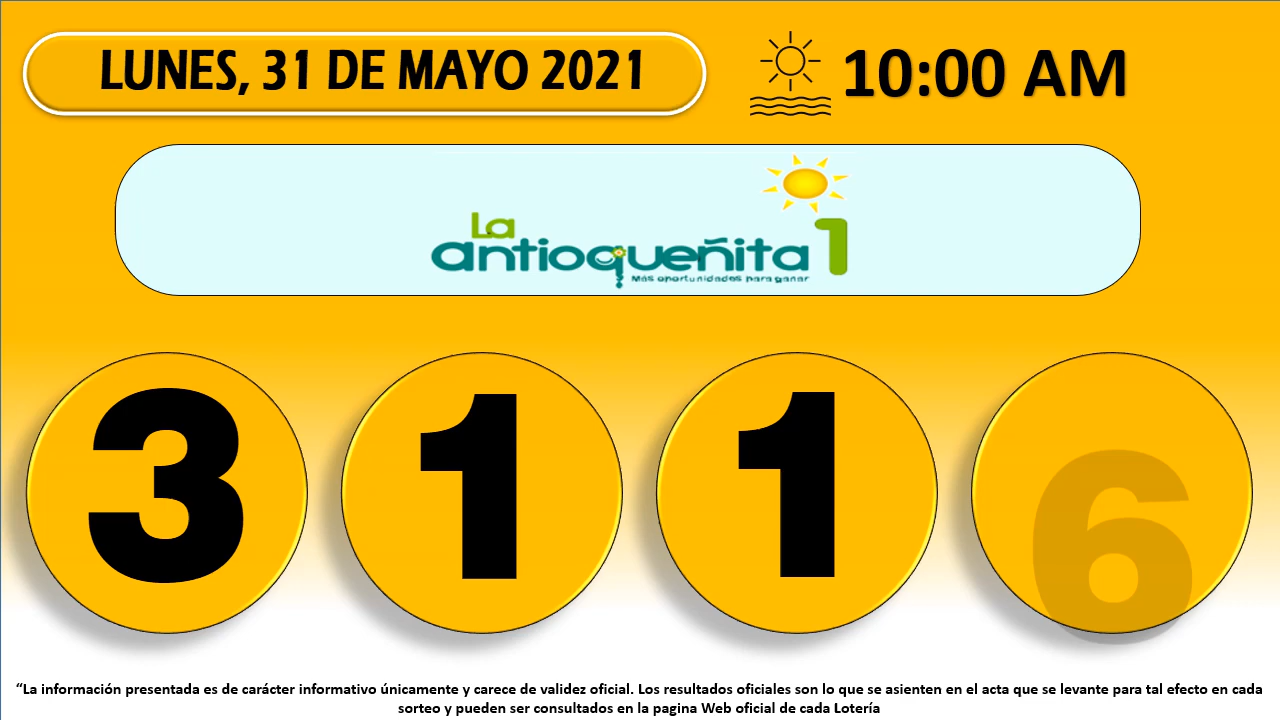 LUNES, 31 DE MAYO 2021
10:00 AM
La
antioqueñita 1
Más oportunidades para ganar
3 1 1 6
“La información presentada es de carácter informativo únicamente y carece de validez oficial. Los resultados oficiales son lo que se asienten en el acta que se levante para tal efecto en cada
sorteo y pueden ser consultados en la pagina Web oficial de cada Lotería